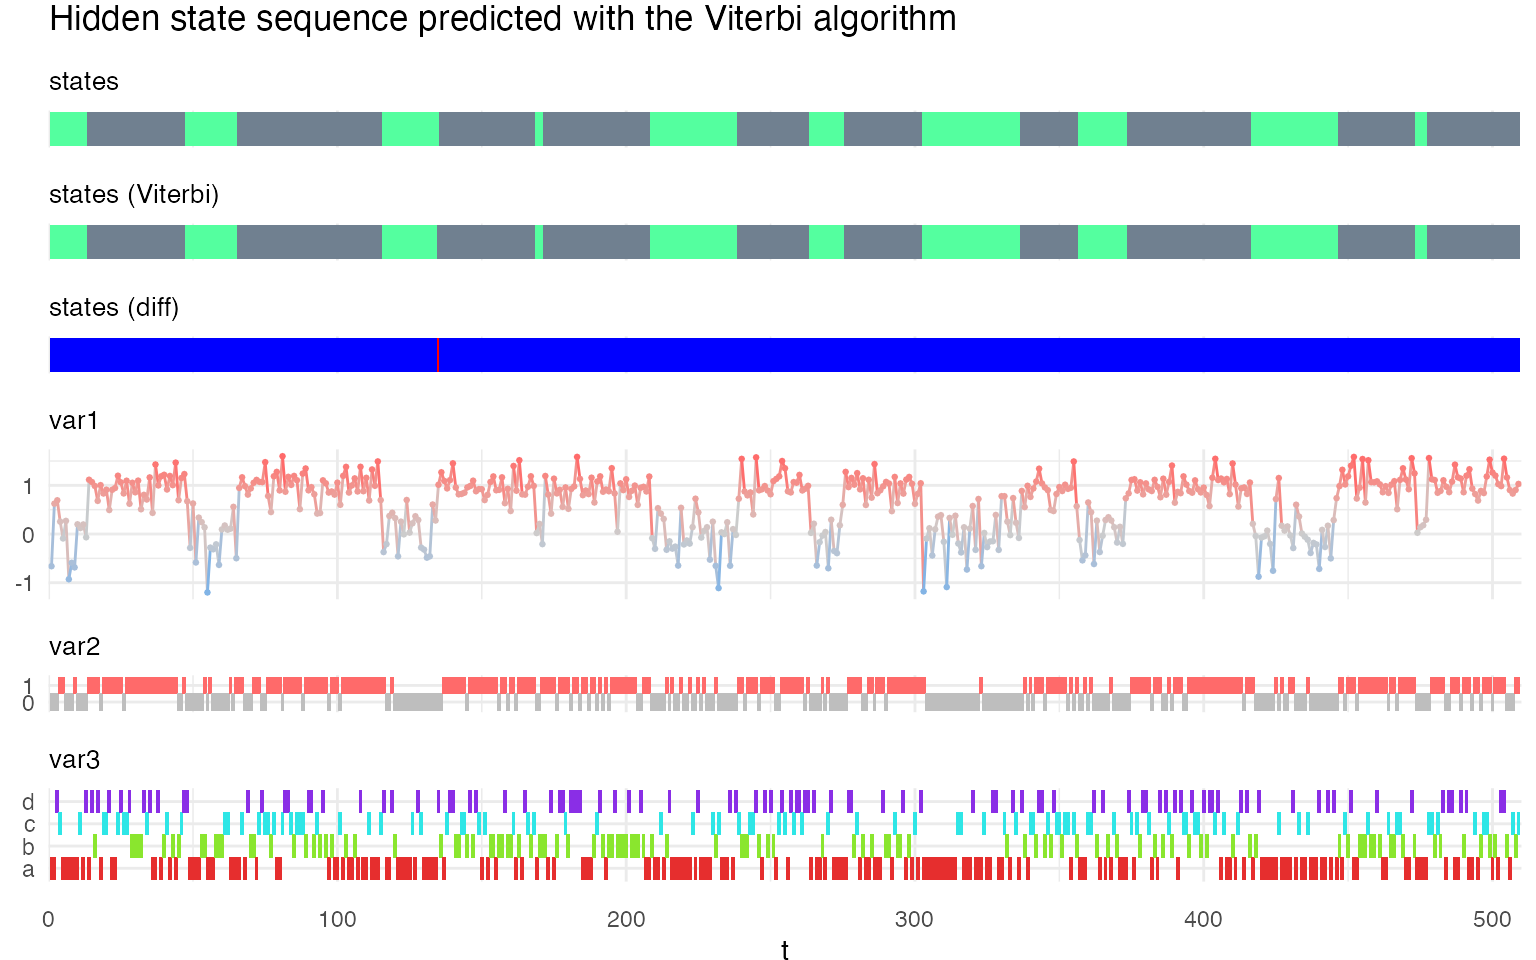 Hidden state sequence predicted with the Viterbi algorithm
states
states (Viterbi)
states (diff)
var1
1
0
-1
var2
1
0
var3
d
c
b
a
0 100 200 300 400 500
t